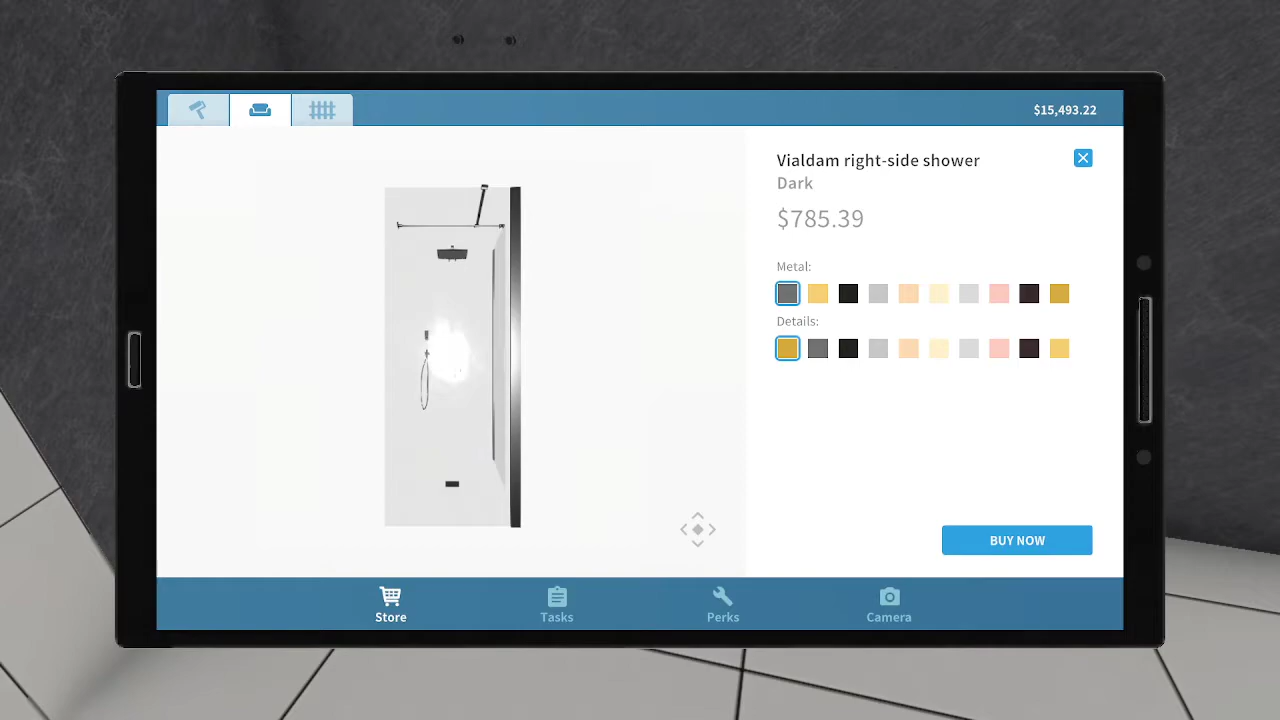 $15,493.22
Vialdam right-side shower
Dark
$785.39
Metal:
Details:
BUY NOW
Store
Tasks
Perks
Camera